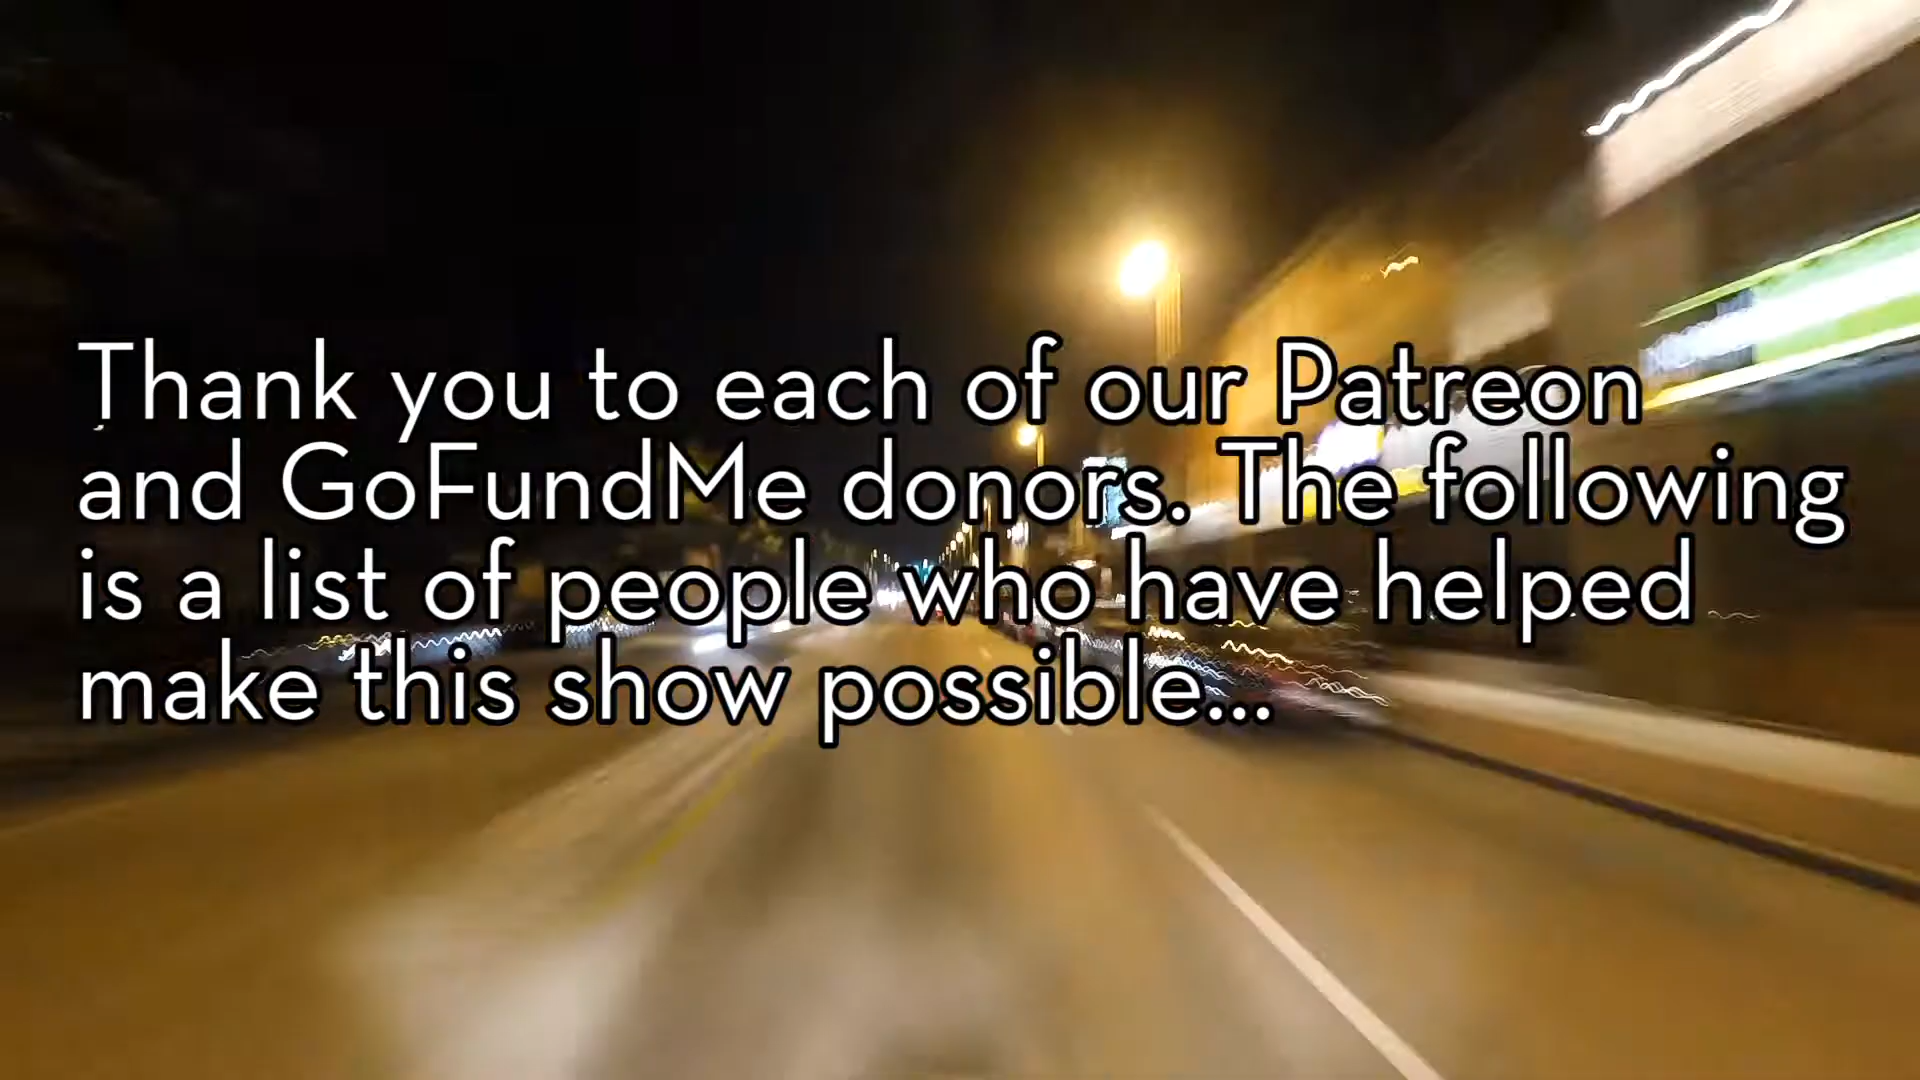 Thank you to each of our Patreon
and GoFundMe donors. The following
is a list of people who have helped
make this show possible...